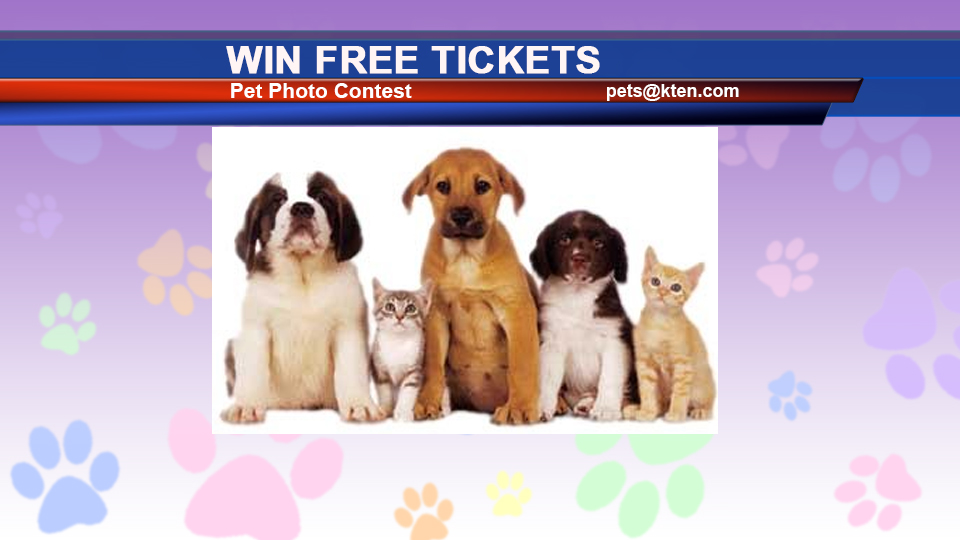 WIN FREE TICKETS
Pet Photo Contest pets@kten.com